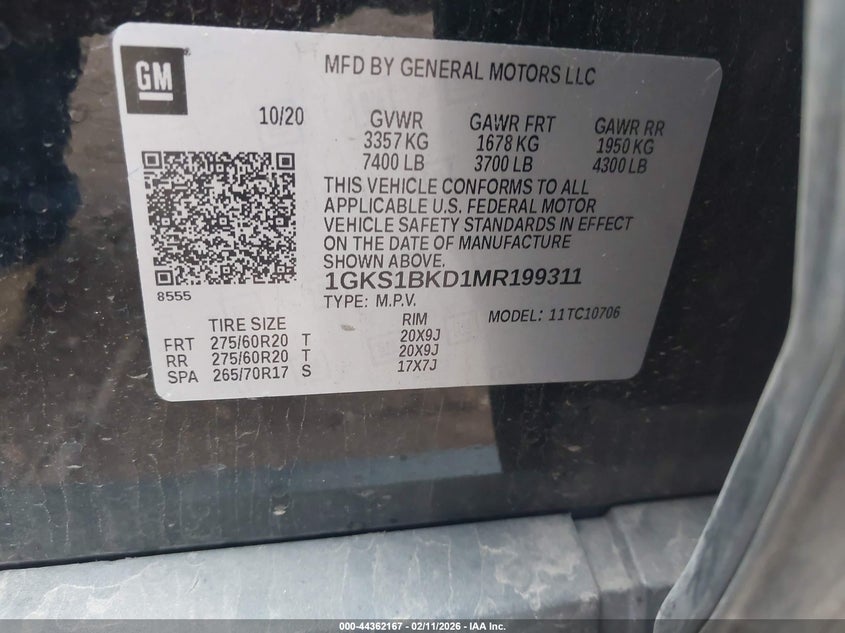 GM
MFD BY GENERAL MOTORS LLC
10/20 GVWR GAWR FRT GAWR RR
3357 KG 1678 KG 1950 KG
7400 LB 3700 LB 4300 LB
THIS VEHICLE CONFORMS TO ALL
APPLICABLE U.S. FEDERAL MOTOR
VEHICLE SAFETY STANDARDS IN EFFECT
ON THE DATE OF MANUFACTURE
SHOWN ABOVE.
1GKS1BKD1MR199311
8555
TYPE: M.P.V. MODEL: 11TC10706
TIRE SIZE RIM
FRT 275/60R20 T 20X9J
RR 275/60R20 T 20X9J
SPA 265/70R17 S 17X7J
000-44362167 - 02/11/2026 - IAA Inc.